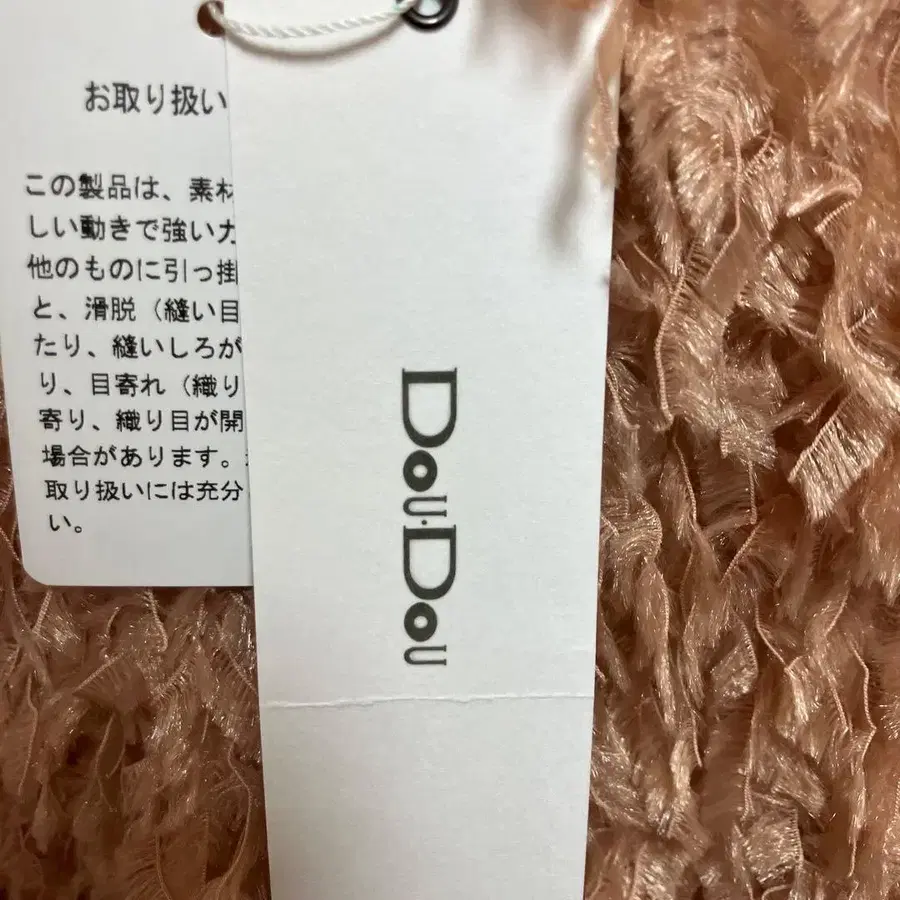 お取り扱い
この製品は、素材
しい動きで強い力
他のものに引っ掛
と、滑脱（縫い目
たり、縫いしろが
り、目寄れ（織り
寄り、織り目が開
場合があります。
取り扱いには充分
い。
DOU·DOU